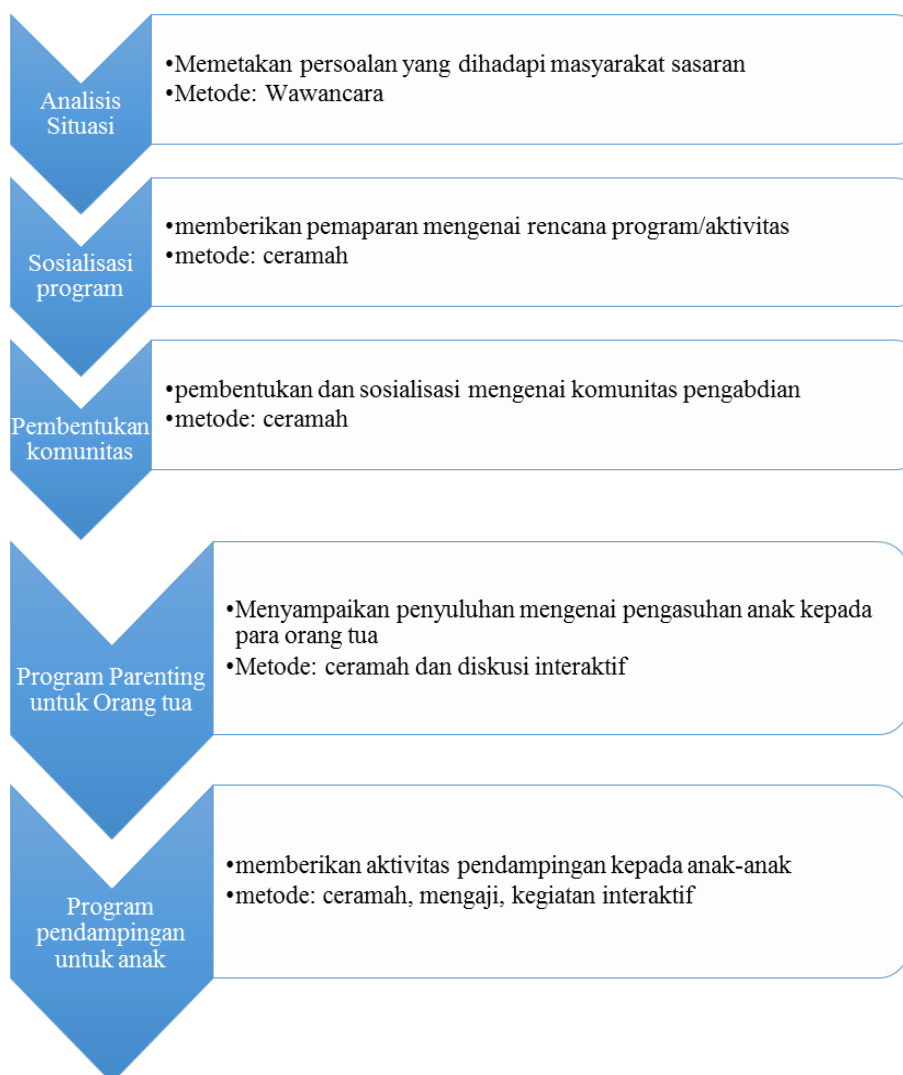 Analisis
Situasi
•Memetakan persoalan yang dihadapi masyarakat sasaran
•Metode: Wawancara
Sosialisasi
program
•memberikan pemaparan mengenai rencana program/aktivitas
•metode: ceramah
Pembentukan
komunitas
•pembentukan dan sosialisasi mengenai komunitas pengabdian
•metode: ceramah
Program Parenting
untuk Orang tua
•Menyampaikan penyuluhan mengenai pengasuhan anak kepada
para orang tua
•Metode: ceramah dan diskusi interaktif
Program
pendampingan
untuk anak
•memberikan aktivitas pendampingan kepada anak-anak
•metode: ceramah, mengaji, kegiatan interaktif